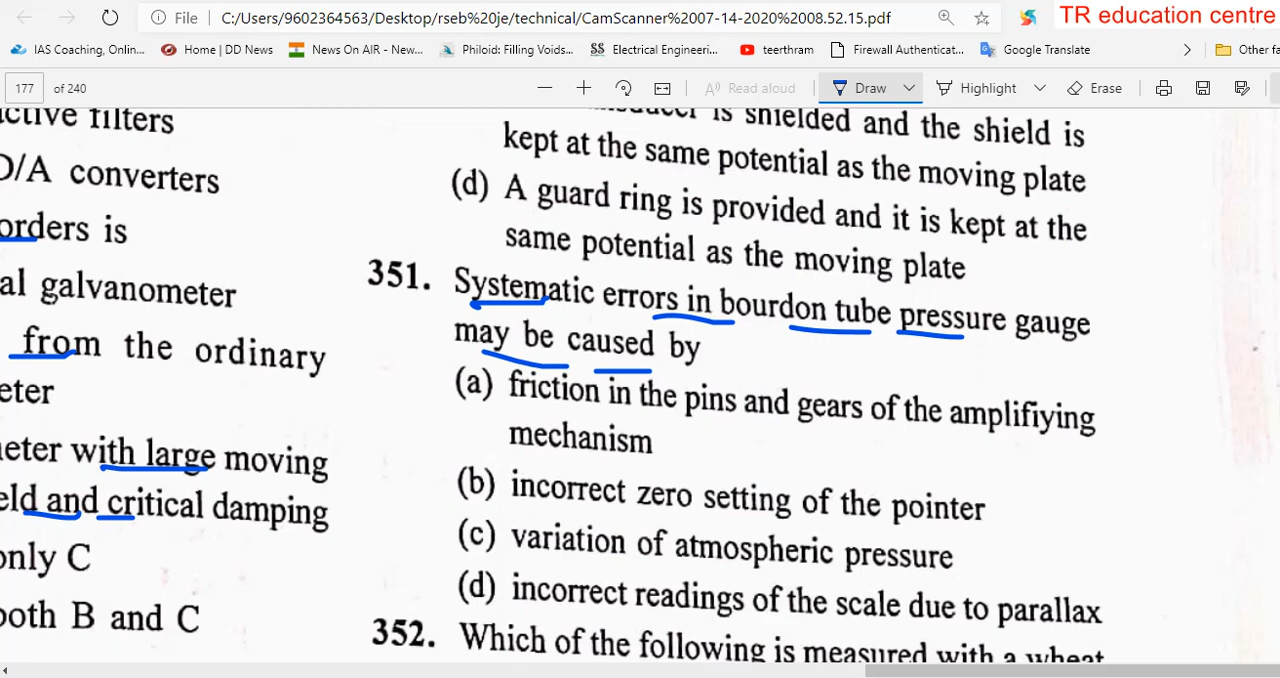 File C:/Users/9602364563/Desktop/rseb%20je/technical/CamScanner%2007-14-2020%2008.52.15.pdf
TR education centre
IAS Coaching, Onlin... Home | DD News News On AIR - New... Philoid: Filling Voids... Electrical Engineeri... teerthram Firewall Authenticat... Google Translate Other fa
177 of 240 Read aloud Draw Highlight Erase
ctive filters
D/A converters
orders is
al galvanometer
from the ordinary
eter
eter with large moving
eld and critical damping
only C
both B and C
is shielded and the shield is
kept at the same potential as the moving plate
(d) A guard ring is provided and it is kept at the
same potential as the moving plate
351. Systematic errors in bourdon tube pressure gauge
may be caused by
(a) friction in the pins and gears of the amplifiying
mechanism
(b) incorrect zero setting of the pointer
(c) variation of atmospheric pressure
(d) incorrect readings of the scale due to parallax
352. Which of the following is measured with a wheat